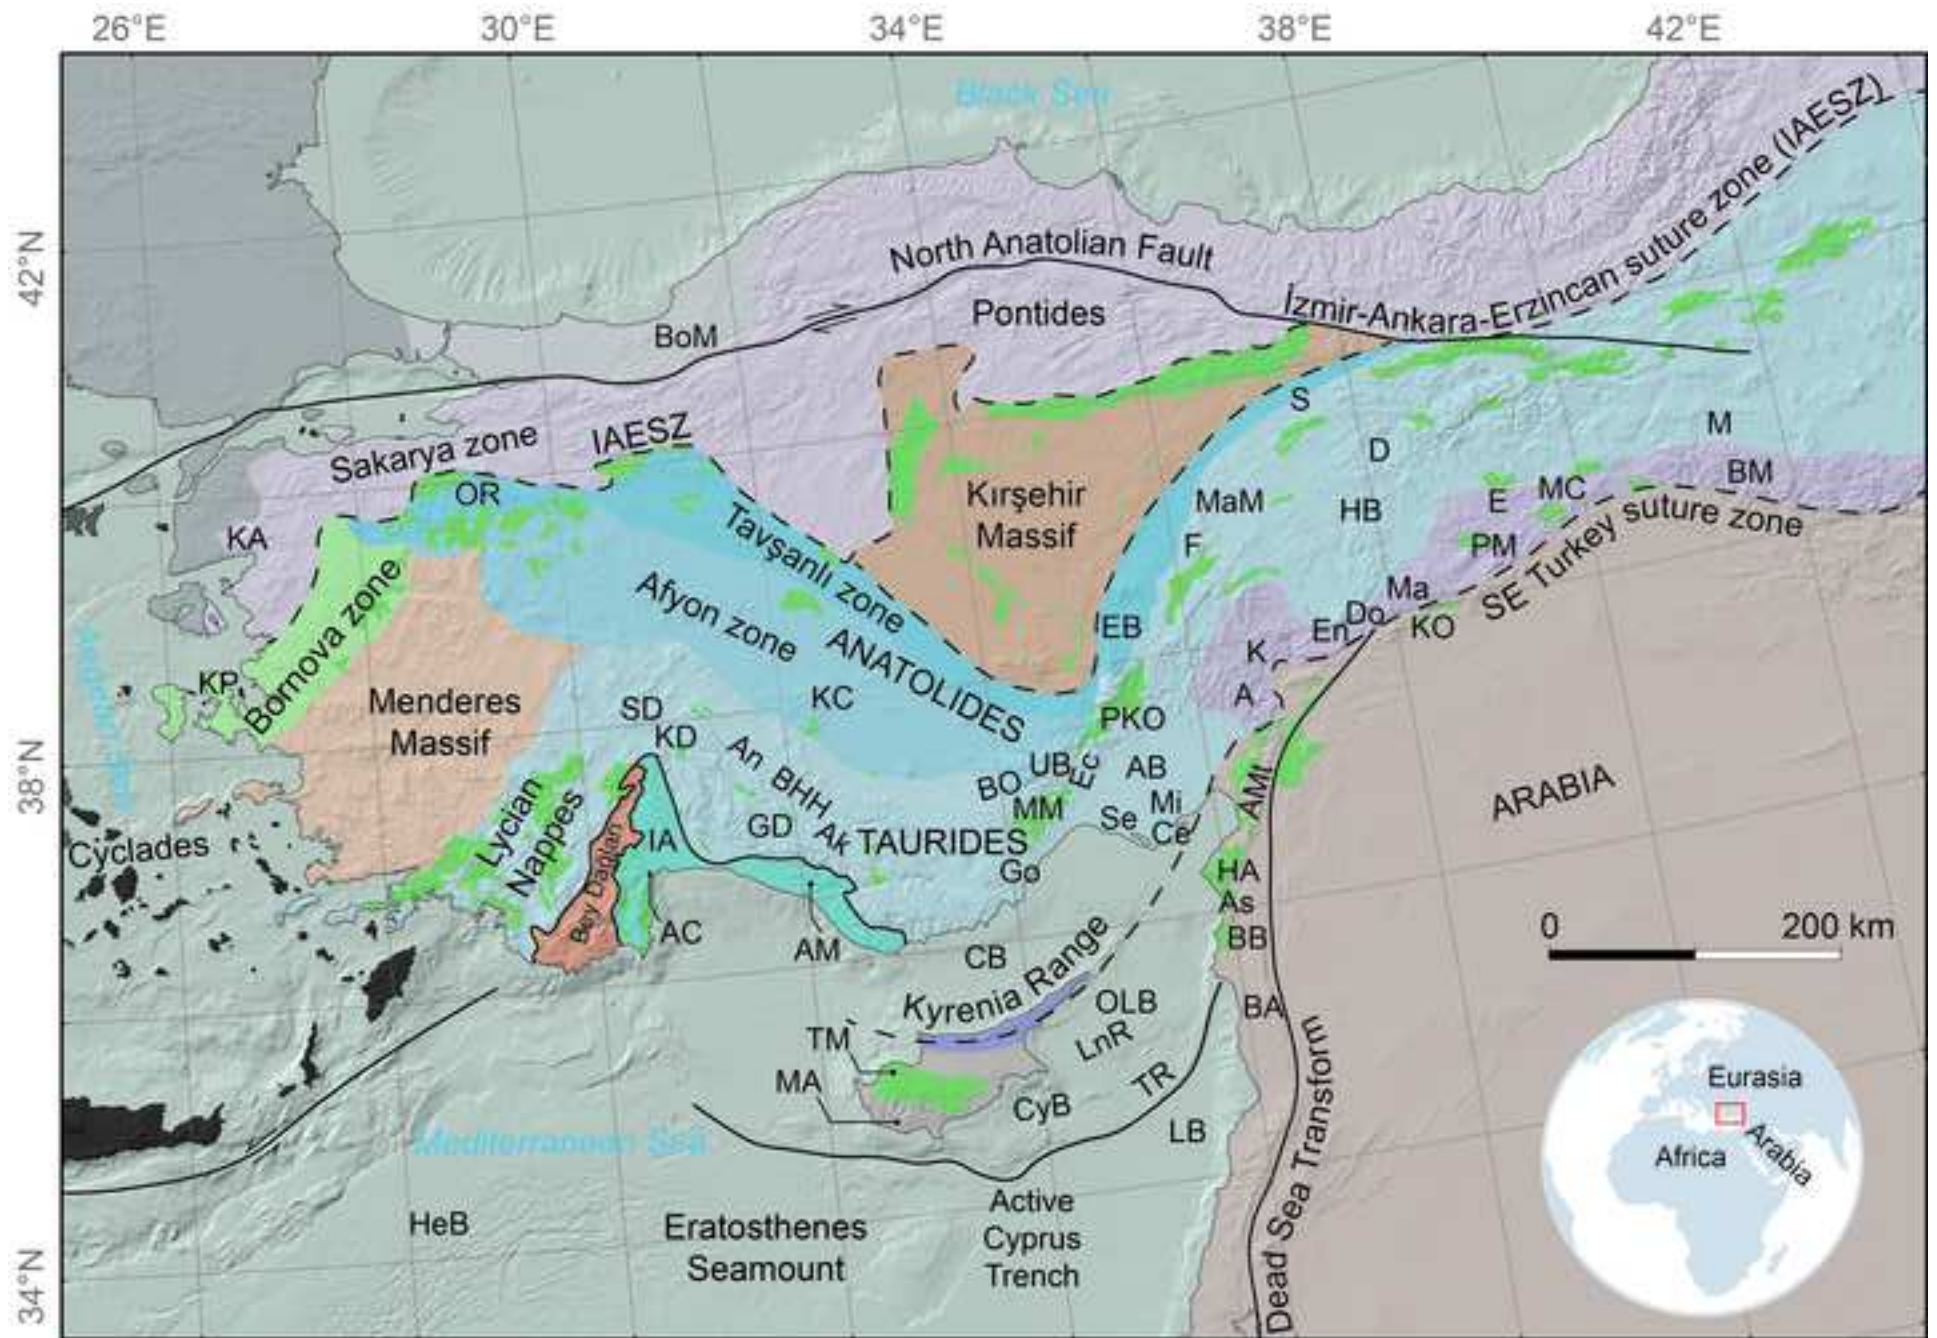 26°E 30°E 34°E 38°E 42°E
42°N
38°N
34°N
Black Sea
North Anatolian Fault
Pontides
İzmir-Ankara-Erzincan suture zone (IAESZ)
BoM
Sakarya zone
IAESZ
OR
KA
Kırşehir
Massif
S
D
M
MaM
HB
E
MC
BM
F
PM
SE Turkey suture zone
Tavşanlı zone
Afyon zone
ANATOLIDES
Bornova zone
KP
Menderes
Massif
EB
Ma
Do
En
KO
K
A
SD
KD
KC
PKO
An
BHH
Ak
GD
BO
UB
Ec
AB
MM
Mi
Se
Ce
AMt
ARABIA
Cyclades
Lycian
Nappes
Bey Dağları
IA
TAURIDES
Gö
HA
As
BB
BA
AC
AM
CB
Kyrenia Range
OLB
LnR
TR
LB
TM
MA
CyB
Mediterranean Sea
HeB
Eratosthenes
Seamount
Active
Cyprus
Trench
Dead Sea Transform
0 200 km
Eurasia
Africa
Arabia